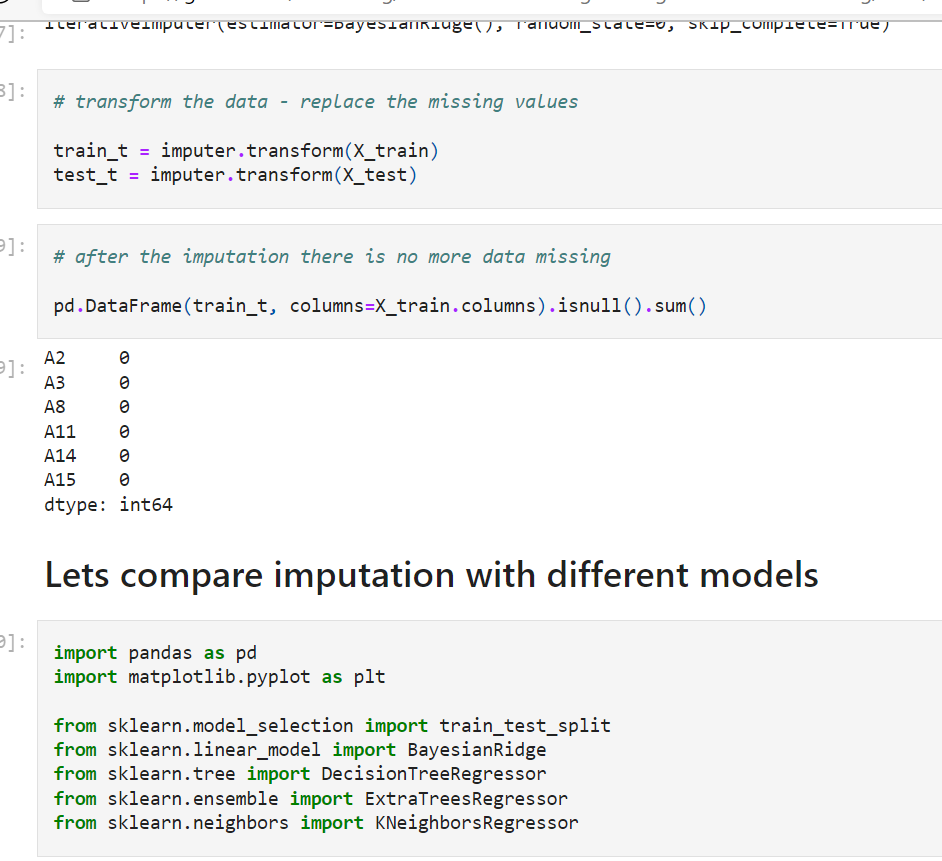 7]:
IterativeImputer(estimator=BayesianRidge(), random_state=0, skip_complete=True)
8]:
# transform the data - replace the missing values
train_t = imputer.transform(X_train)
test_t = imputer.transform(X_test)
9]:
# after the imputation there is no more data missing
pd.DataFrame(train_t, columns=X_train.columns).isnull().sum()
9]:
A2 0
A3 0
A8 0
A11 0
A14 0
A15 0
dtype: int64
Lets compare imputation with different models
0]:
import pandas as pd
import matplotlib.pyplot as plt
from sklearn.model_selection import train_test_split
from sklearn.linear_model import BayesianRidge
from sklearn.tree import DecisionTreeRegressor
from sklearn.ensemble import ExtraTreesRegressor
from sklearn.neighbors import KNeighborsRegressor